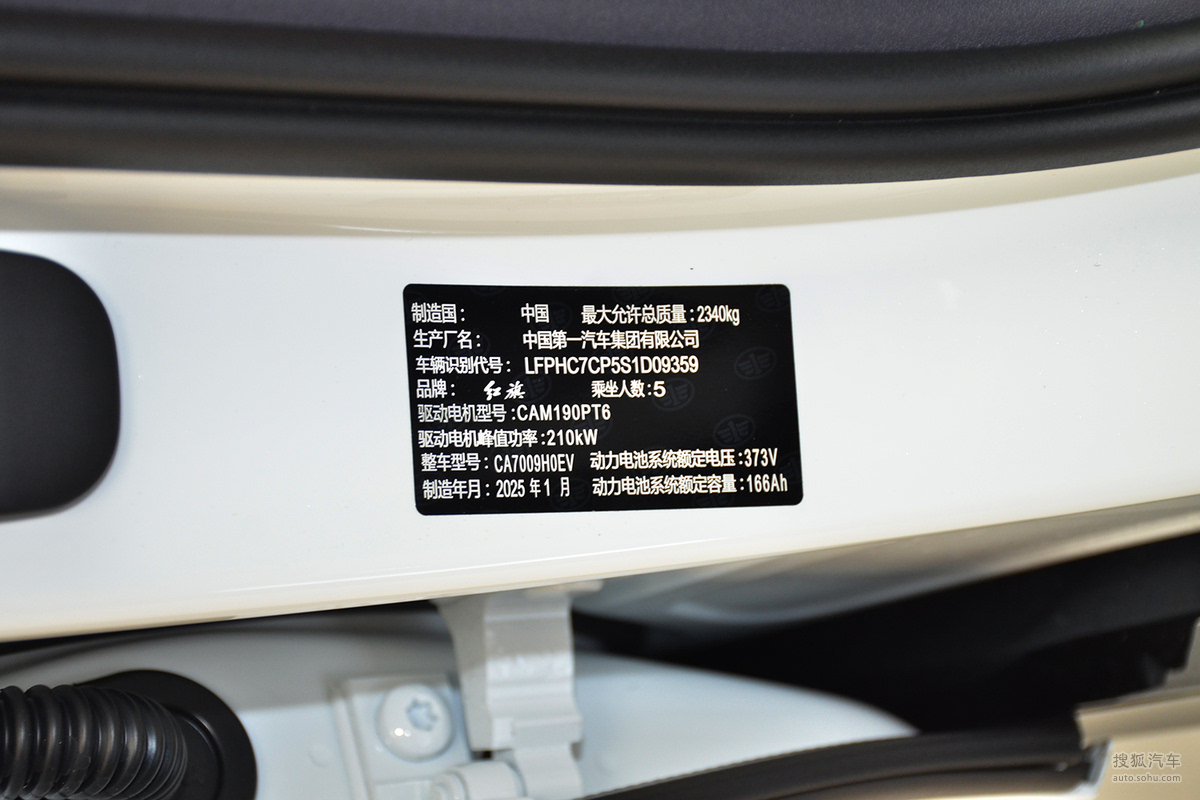 制造国： 中国 最大允许总质量：2340kg
生产厂名： 中国第一汽车集团有限公司
车辆识别代号： LFPHC7CP5S1D09359
品牌： 红旗 乘坐人数：5
驱动电机型号：CAM190PT6
驱动电机峰值功率：210kW
整车型号：CA7009H0EV 动力电池系统额定电压：373V
制造年月：2025 年 1 月 动力电池系统额定容量：166Ah
搜狐汽车
auto.sohu.com